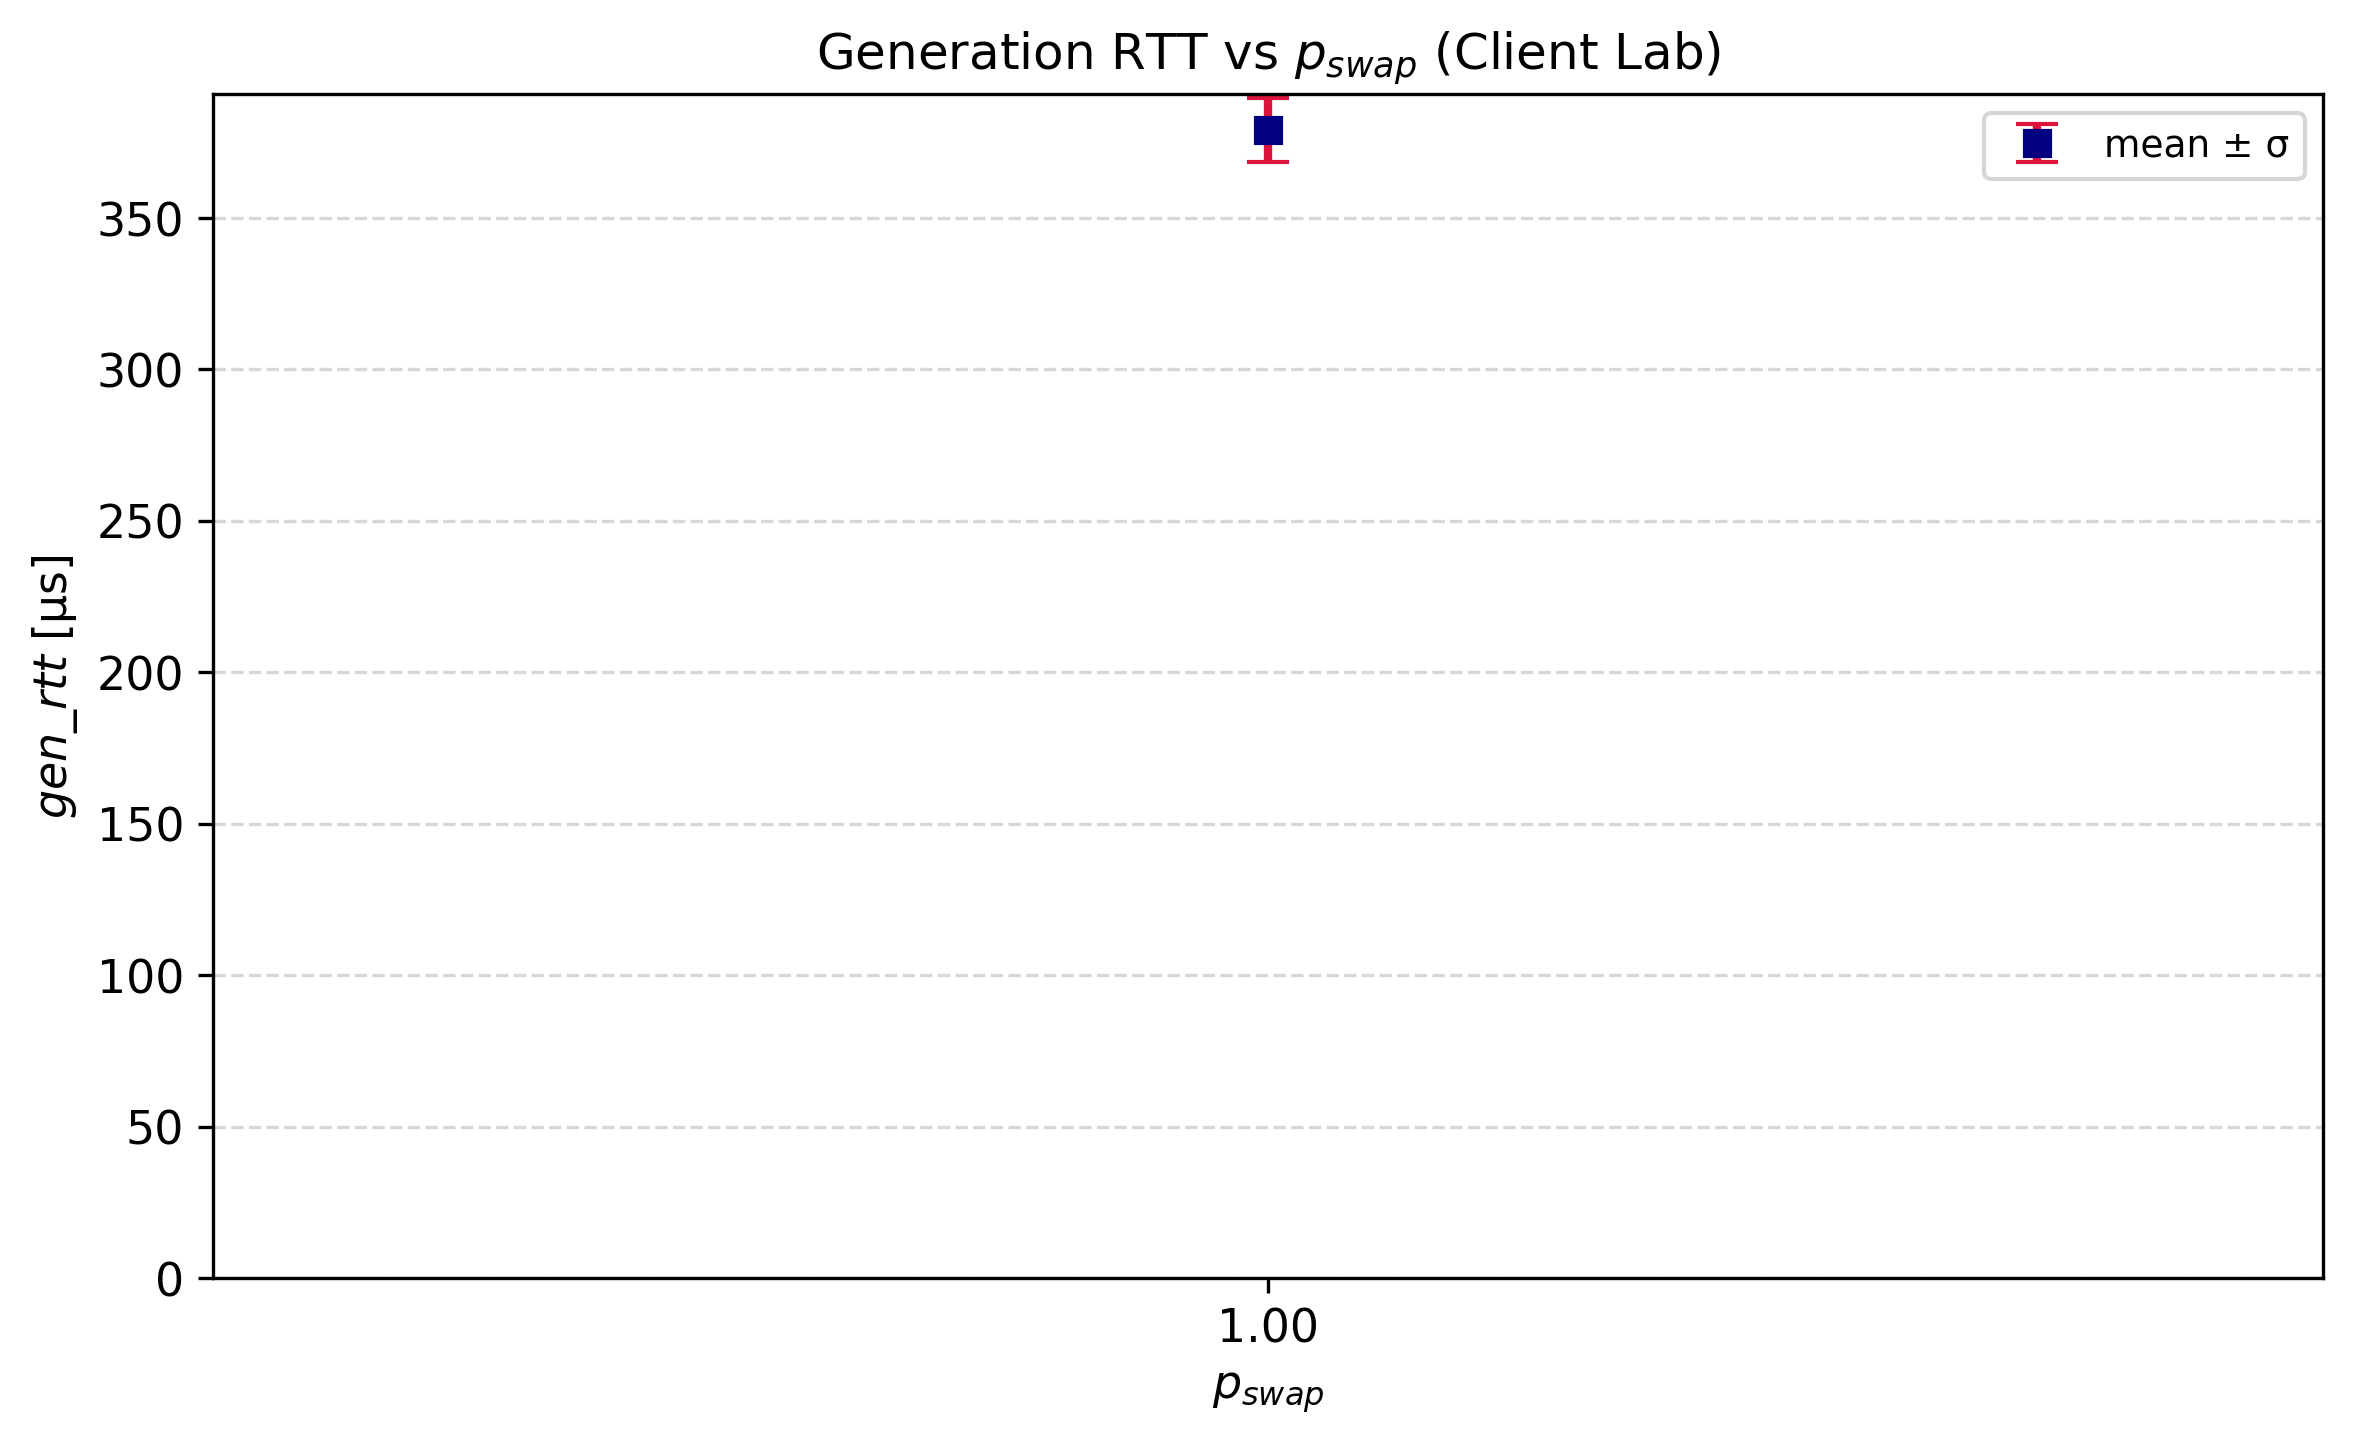 Generation RTT vs p_swap (Client Lab)
mean ± σ
gen_rtt [μs]
350
300
250
200
150
100
50
0
1.00
p_swap